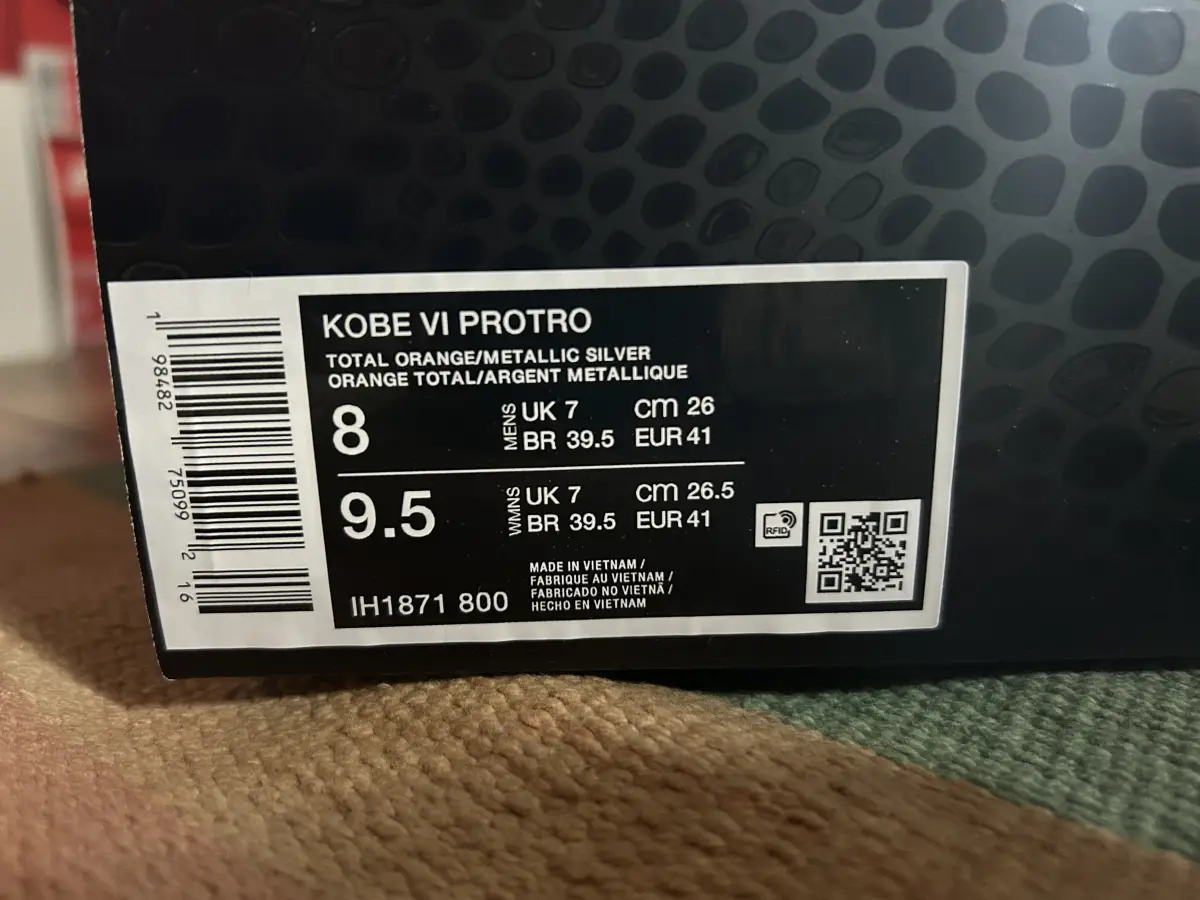 KOBE VI PROTRO
TOTAL ORANGE/METALLIC SILVER
ORANGE TOTAL/ARGENT METALLIQUE
8
MENS
UK 7 cm 26
BR 39.5 EUR 41
9.5
WMNS
UK 7 cm 26.5
BR 39.5 EUR 41
MADE IN VIETNAM /
FABRIQUE AU VIETNAM /
FABRICADO NO VIETNÃ /
HECHO EN VIETNAM
IH1871 800
RFID
1 98482 75099 2 16